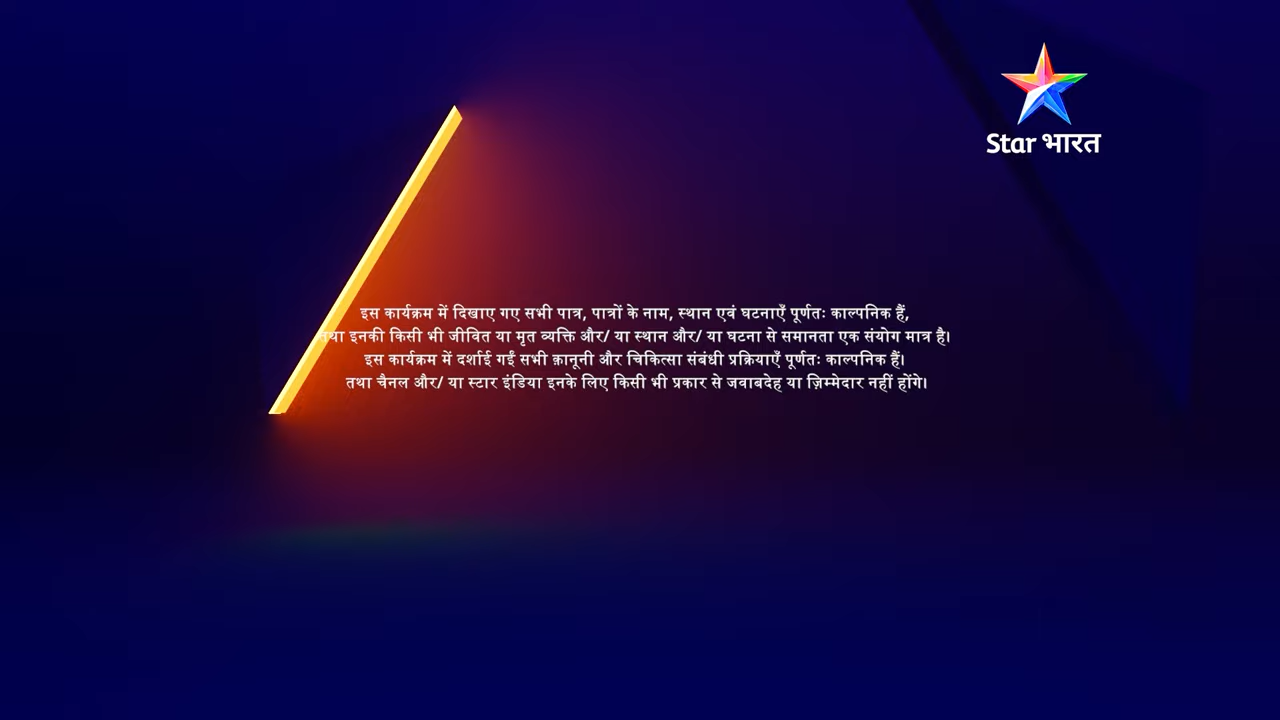 Star भारत
इस कार्यक्रम में दिखाए गए सभी पात्र, पात्रों के नाम, स्थान एवं घटनाएँ पूर्णतः काल्पनिक हैं,
तथा इनकी किसी भी जीवित या मृत व्यक्ति और/ या स्थान और/ या घटना से समानता एक संयोग मात्र है।
इस कार्यक्रम में दर्शाई गईं सभी क़ानूनी और चिकित्सा संबंधी प्रक्रियाएँ पूर्णतः काल्पनिक हैं।
तथा चैनल और/ या स्टार इंडिया इनके लिए किसी भी प्रकार से जवाबदेह या ज़िम्मेदार नहीं होंगे।